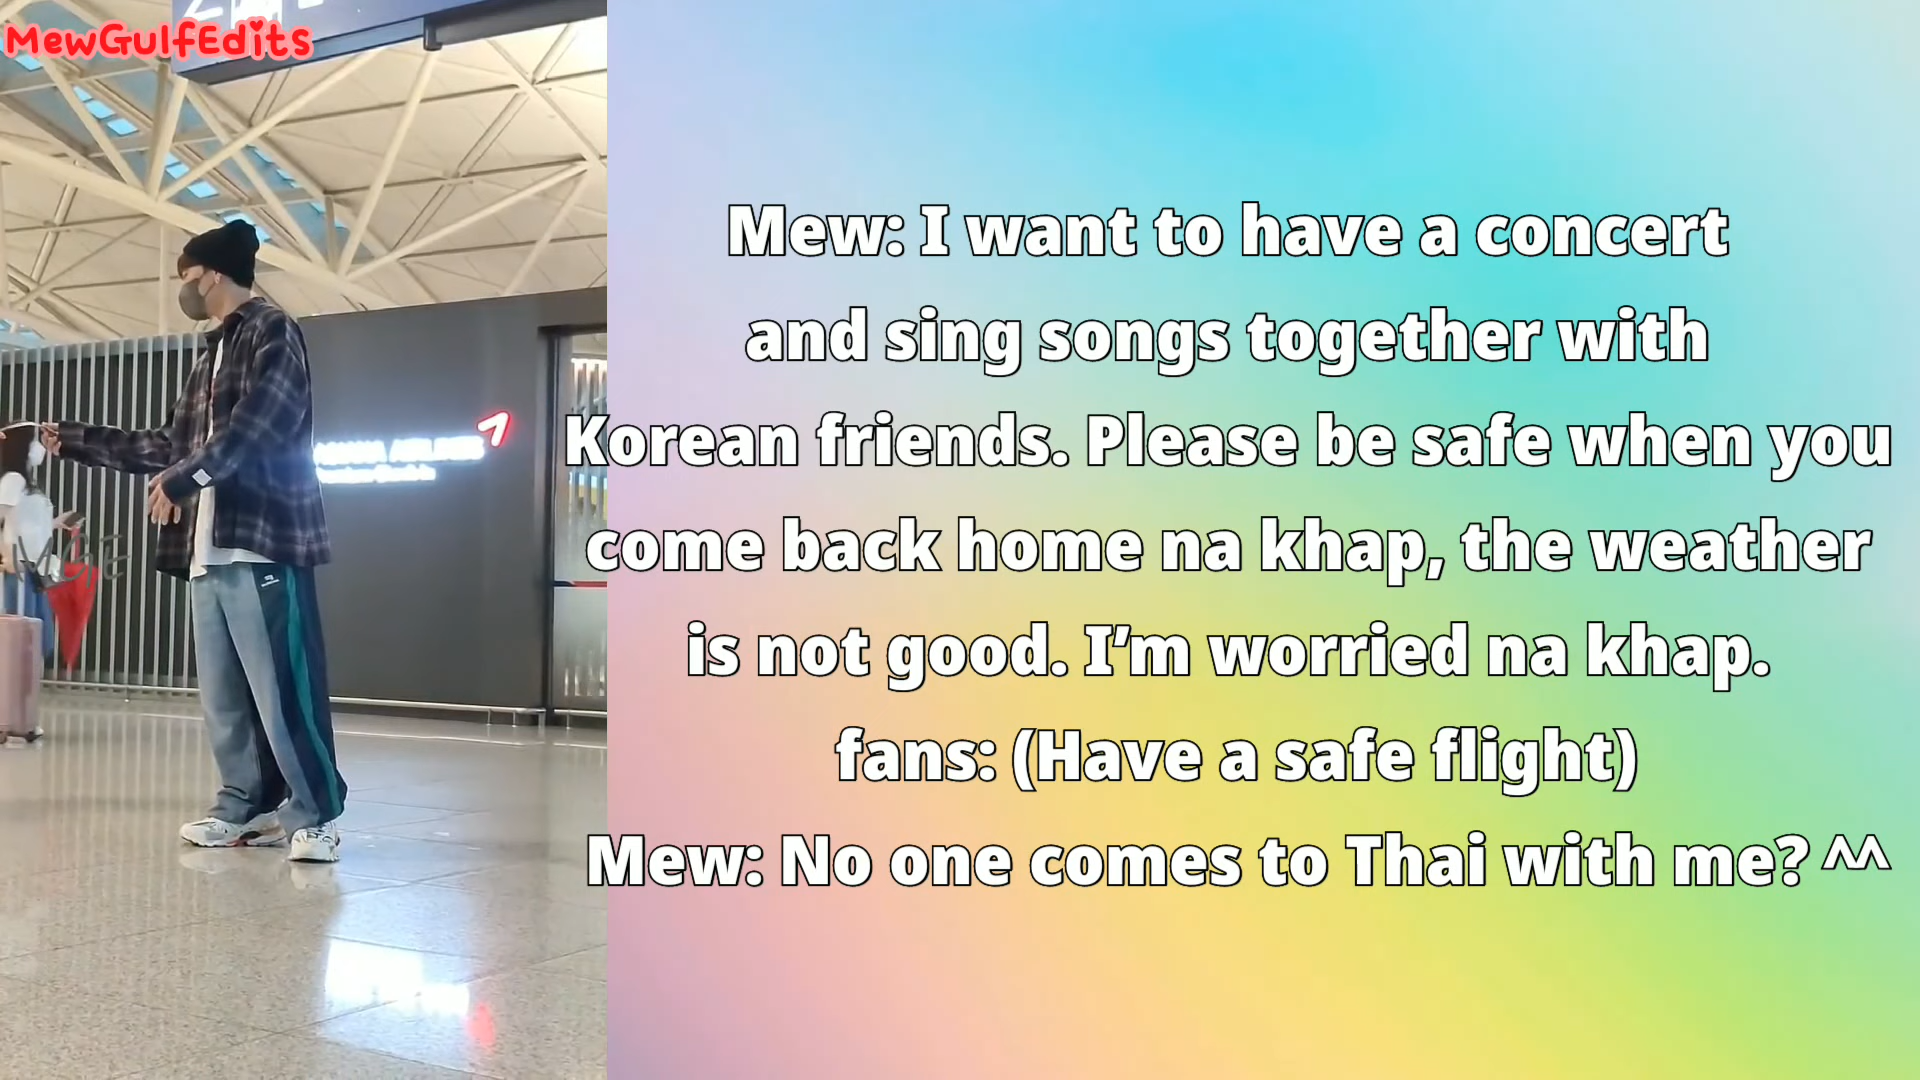 MewGulfEdits
Mew: I want to have a concert
and sing songs together with
Korean friends. Please be safe when you
come back home na khap, the weather
is not good. I’m worried na khap.
fans: (Have a safe flight)
Mew: No one comes to Thai with me? ^^
AIRLINES